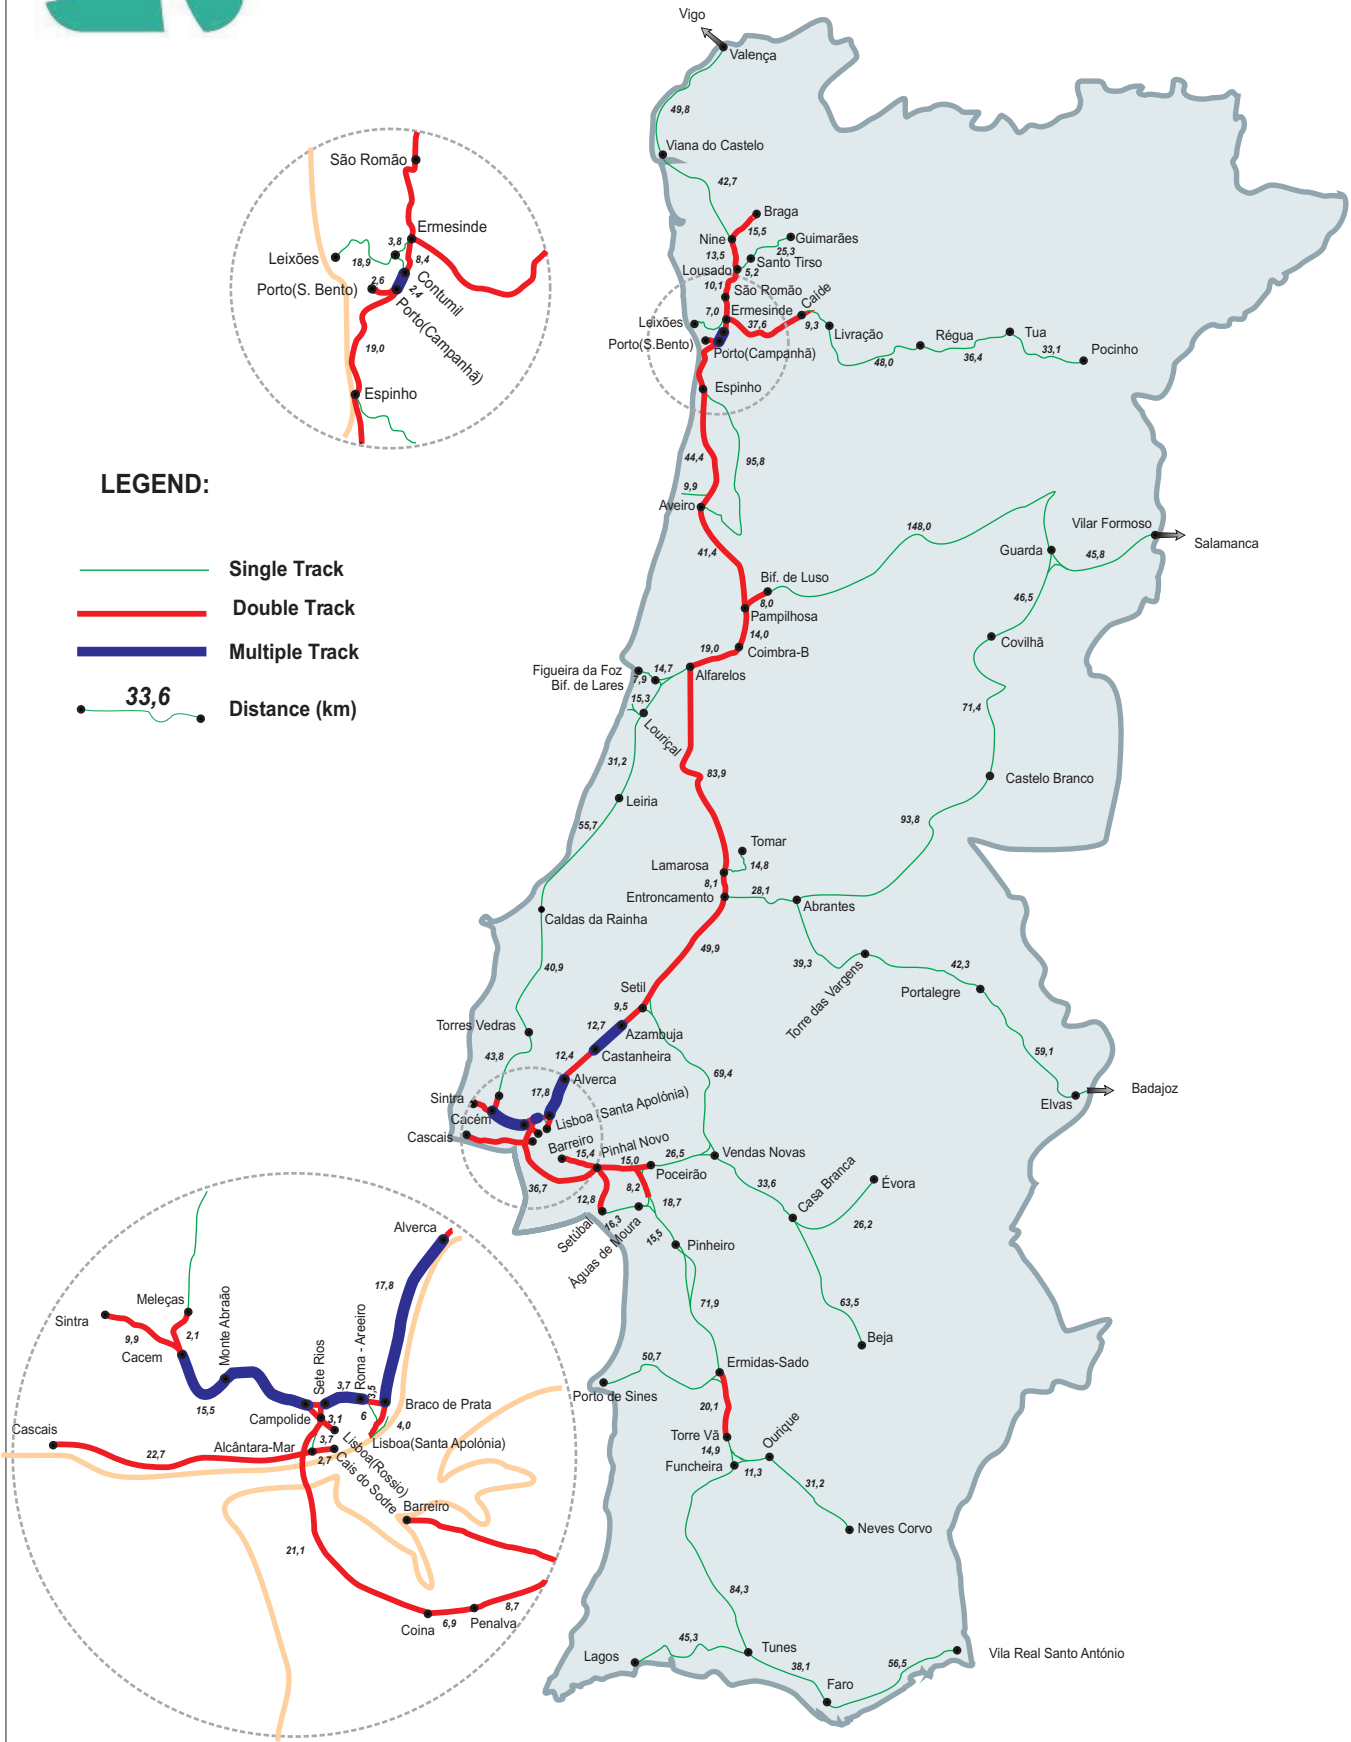 Vigo
Valença
49,8
Viana do Castelo
42,7
Braga
15,5
Nine
Guimarães
25,3
13,5
Santo Tirso
Lousado
5,2
10,1
São Romão
7,0
Ermesinde
Caíde
37,6
9,3
Leixões
Livração
Porto(S.Bento)
Porto(Campanhã)
48,0
Régua
36,4
Tua
33,1
Pocinho
Espinho
44,4
95,8
9,9
Aveiro
41,4
148,0
Vilar Formoso
Salamanca
Guarda
45,8
Bif. de Luso
8,0
Pampilhosa
46,5
14,0
Covilhã
19,0
Coimbra-B
Figueira da Foz
14,7
Alfarelos
7,9
Bif. de Lares
15,3
Louriçal
71,4
31,2
83,9
Castelo Branco
Leiria
55,7
93,8
Tomar
Lamarosa
14,8
8,1
Entroncamento
28,1
Abrantes
Caldas da Rainha
49,9
39,3
Torre das Vargens
42,3
Portalegre
40,9
Setil
9,5
Torres Vedras
12,7
Azambuja
43,8
12,4
Castanheira
59,1
Alverca
69,4
Badajoz
Elvas
17,8
Sintra
Cacém
Lisboa (Santa Apolónia)
Cascais
Barreiro
15,4
Pinhal Novo
15,0
26,5
Vendas Novas
Poceirão
36,7
12,8
8,2
18,7
33,6
Casa Branca
Évora
26,2
Setúbal
16,3
Águas de Moura
15,5
Pinheiro
71,9
63,5
Beja
Ermidas-Sado
50,7
Porto de Sines
20,1
Torre Vã
14,9
Ourique
Funcheira
11,3
31,2
Neves Corvo
84,3
Lagos
45,3
Tunes
38,1
Faro
56,5
Vila Real Santo António
São Romão
Ermesinde
3,8
Leixões
18,9
8,4
2,6
Contumil
Porto(S. Bento)
2,4
Porto(Campanhã)
19,0
Espinho
LEGEND:
Single Track
Double Track
Multiple Track
33,6
Distance (km)
Alverca
17,8
Meleças
Sintra
9,9
2,1
Monte Abraão
Cacem
15,5
Sete Rios
3,7
Roma - Areeiro
3,5
Braco de Prata
6
Campolide
3,1
4,0
Cascais
22,7
Alcântara-Mar
3,7
2,7
Lisboa(Santa Apolónia)
Lisboa(Rossio)
Cais do Sodre
Barreiro
21,1
Coina
6,9
Penalva
8,7